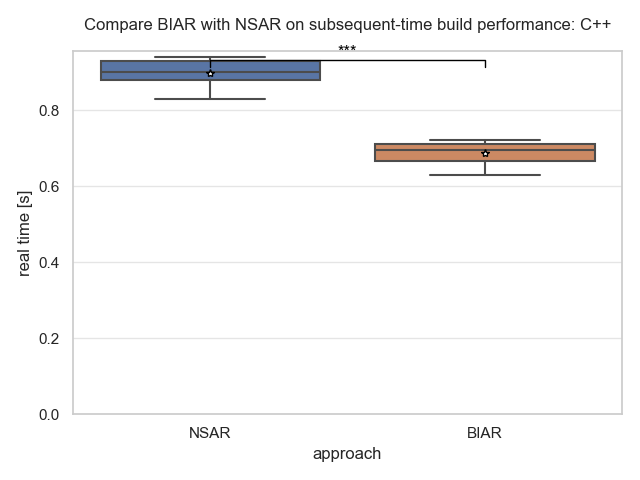 Compare BIAR with NSAR on subsequent-time build performance: C++
***
0.8
0.6
0.4
0.2
0.0
real time [s]
NSAR BIAR
approach